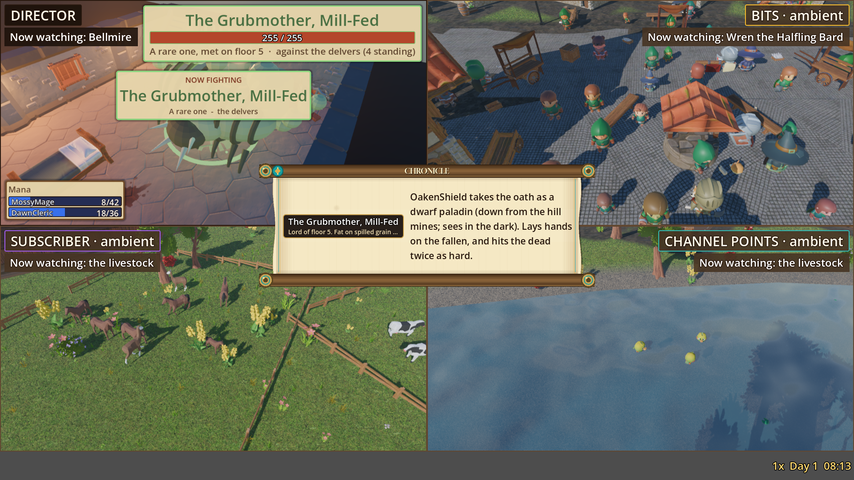 DIRECTOR
Now watching: Bellmire
The Grubmother, Mill-Fed
255 / 255
A rare one, met on floor 5 · against the delvers (4 standing)
NOW FIGHTING
The Grubmother, Mill-Fed
A rare one - the delvers
BITS · ambient
Now watching: Wren the Halfling Bard
Mana
MossyMage 8/42
DawnCleric 18/36
CHRONICLE
The Grubmother, Mill-Fed
Lord of floor 5. Fat on spilled grain ...
OakenShield takes the oath as a
dwarf paladin (down from the hill
mines; sees in the dark). Lays hands
on the fallen, and hits the dead
twice as hard.
SUBSCRIBER · ambient
Now watching: the livestock
CHANNEL POINTS · ambient
Now watching: the livestock
1x Day 1 08:13